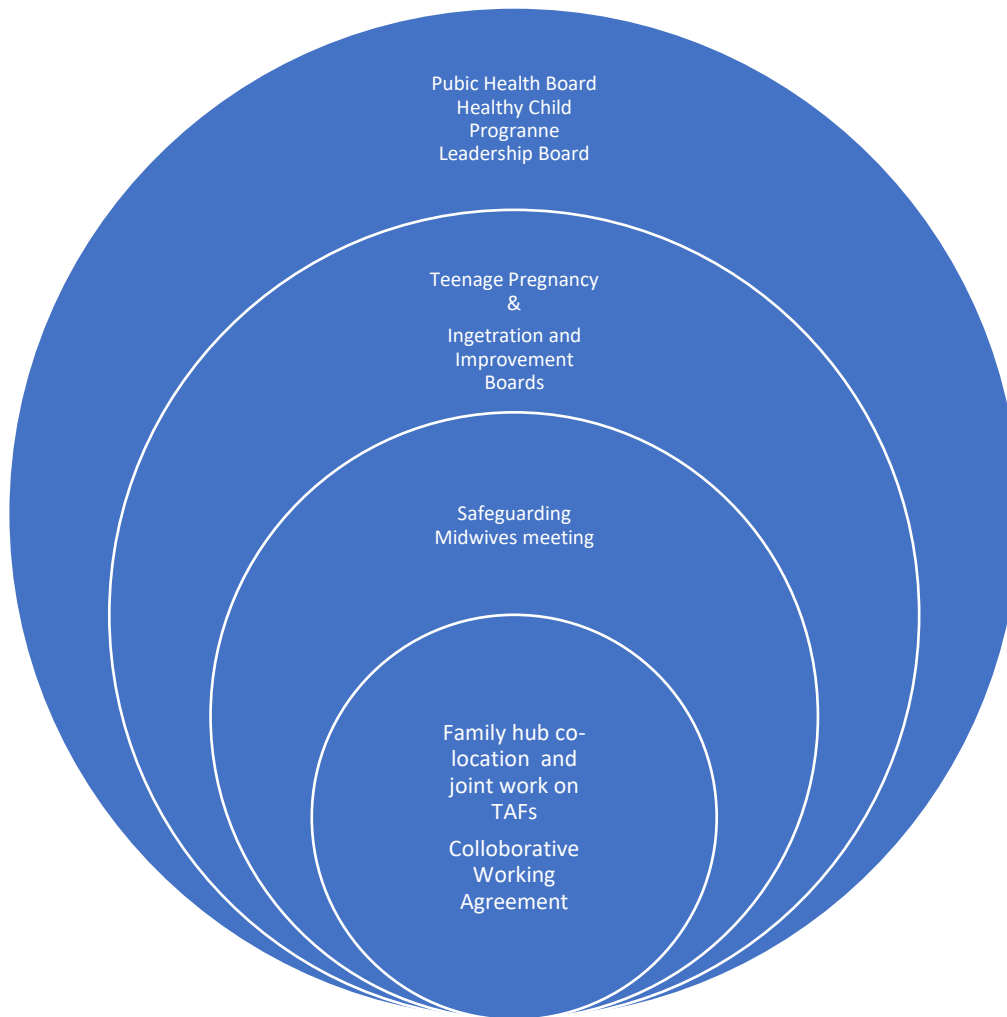 Pubic Health Board
Healthy Child
Progranne
Leadership Board
Teenage Pregnancy
&
Ingetration and
Improvement
Boards
Safeguarding
Midwives meeting
Family hub co-
location  and
joint work on
TAFs
Colloborative
Working
Agreement